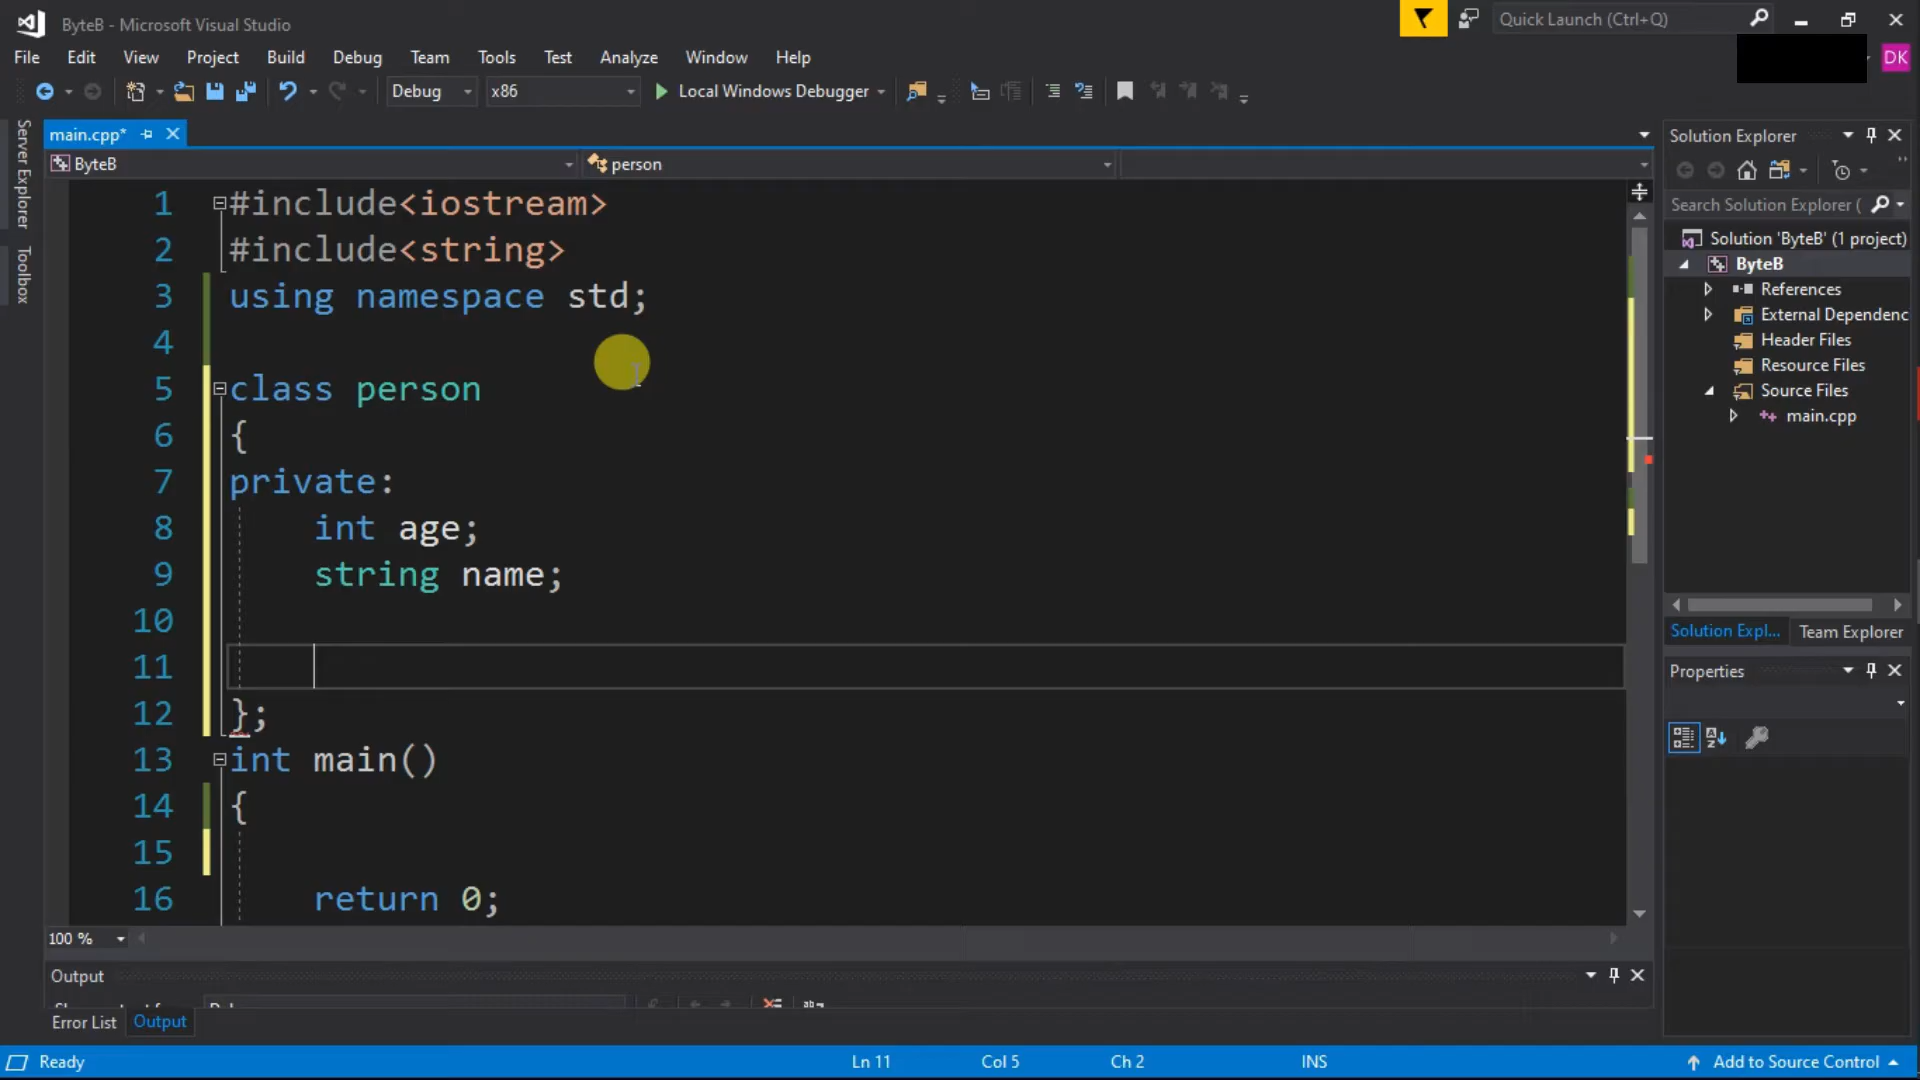 ByteB - Microsoft Visual Studio
Quick Launch (Ctrl+Q)
File Edit View Project Build Debug Team Tools Test Analyze Window Help
DK
Debug x86 Local Windows Debugger
Server Explorer
Toolbox
main.cpp*
ByteB person
1 #include<iostream>
2 #include<string>
3 using namespace std;
4
5 class person
6 {
7 private:
8 int age;
9 string name;
10
11
12 };
13 int main()
14 {
15
16 return 0;
100 %
Output
Error List Output
Solution Explorer
Search Solution Explorer (
Solution 'ByteB' (1 project)
ByteB
References
External Dependenc
Header Files
Resource Files
Source Files
main.cpp
Solution Expl... Team Explorer
Properties
Ready Ln 11 Col 5 Ch 2 INS Add to Source Control